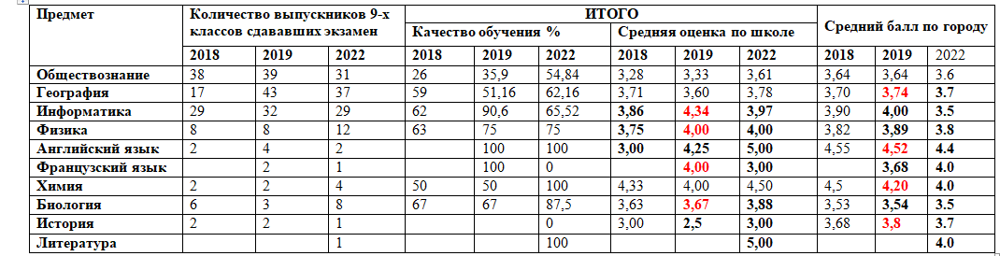 Предмет Количество выпускников 9-х классов сдававших экзамен ИТОГО Средний балл по городу
Качество обучения % Средняя оценка по школе
2018 2019 2022 2018 2019 2022 2018 2019 2022 2018 2019 2022
Обществознание 38 39 31 26 35,9 54,84 3,28 3,33 3,61 3,64 3,64 3.6
География 17 43 37 59 51,16 62,16 3,71 3,60 3,78 3,70 3,74 3.7
Информатика 29 32 29 62 90,6 65,52 3,86 4,34 3,97 3,90 4,00 3.5
Физика 8 8 12 63 75 75 3,75 4,00 4,00 3,82 3,89 3.8
Английский язык 2 4 2 100 100 3,00 4,25 5,00 4,55 4,52 4.4
Французский язык 2 1 100 0 4,00 3,00 3,68 4.0
Химия 2 2 4 50 50 100 4,33 4,00 4,50 4,5 4,20 4.0
Биология 6 3 8 67 67 87,5 3,63 3,67 3,88 3,53 3,54 3.5
История 2 2 1 0 3,00 2,5 3,00 3,68 3,8 3.7
Литература 1 100 5,00 4.0